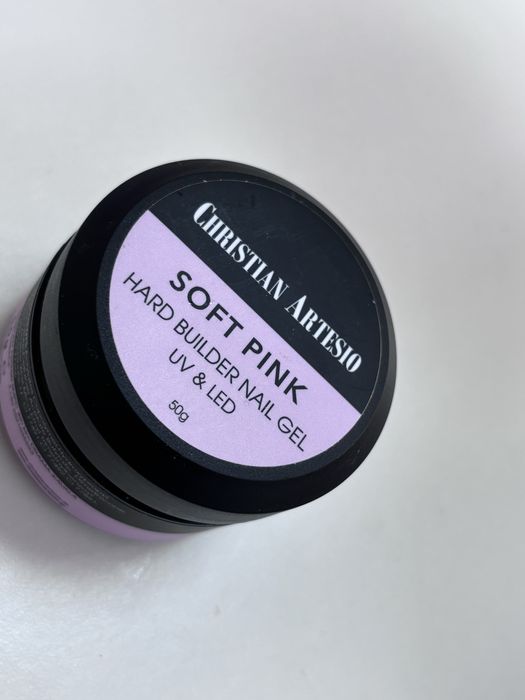 CHRISTIAN ARTESIO
SOFT PINK
HARD BUILDER NAIL GEL
UV & LED
50g